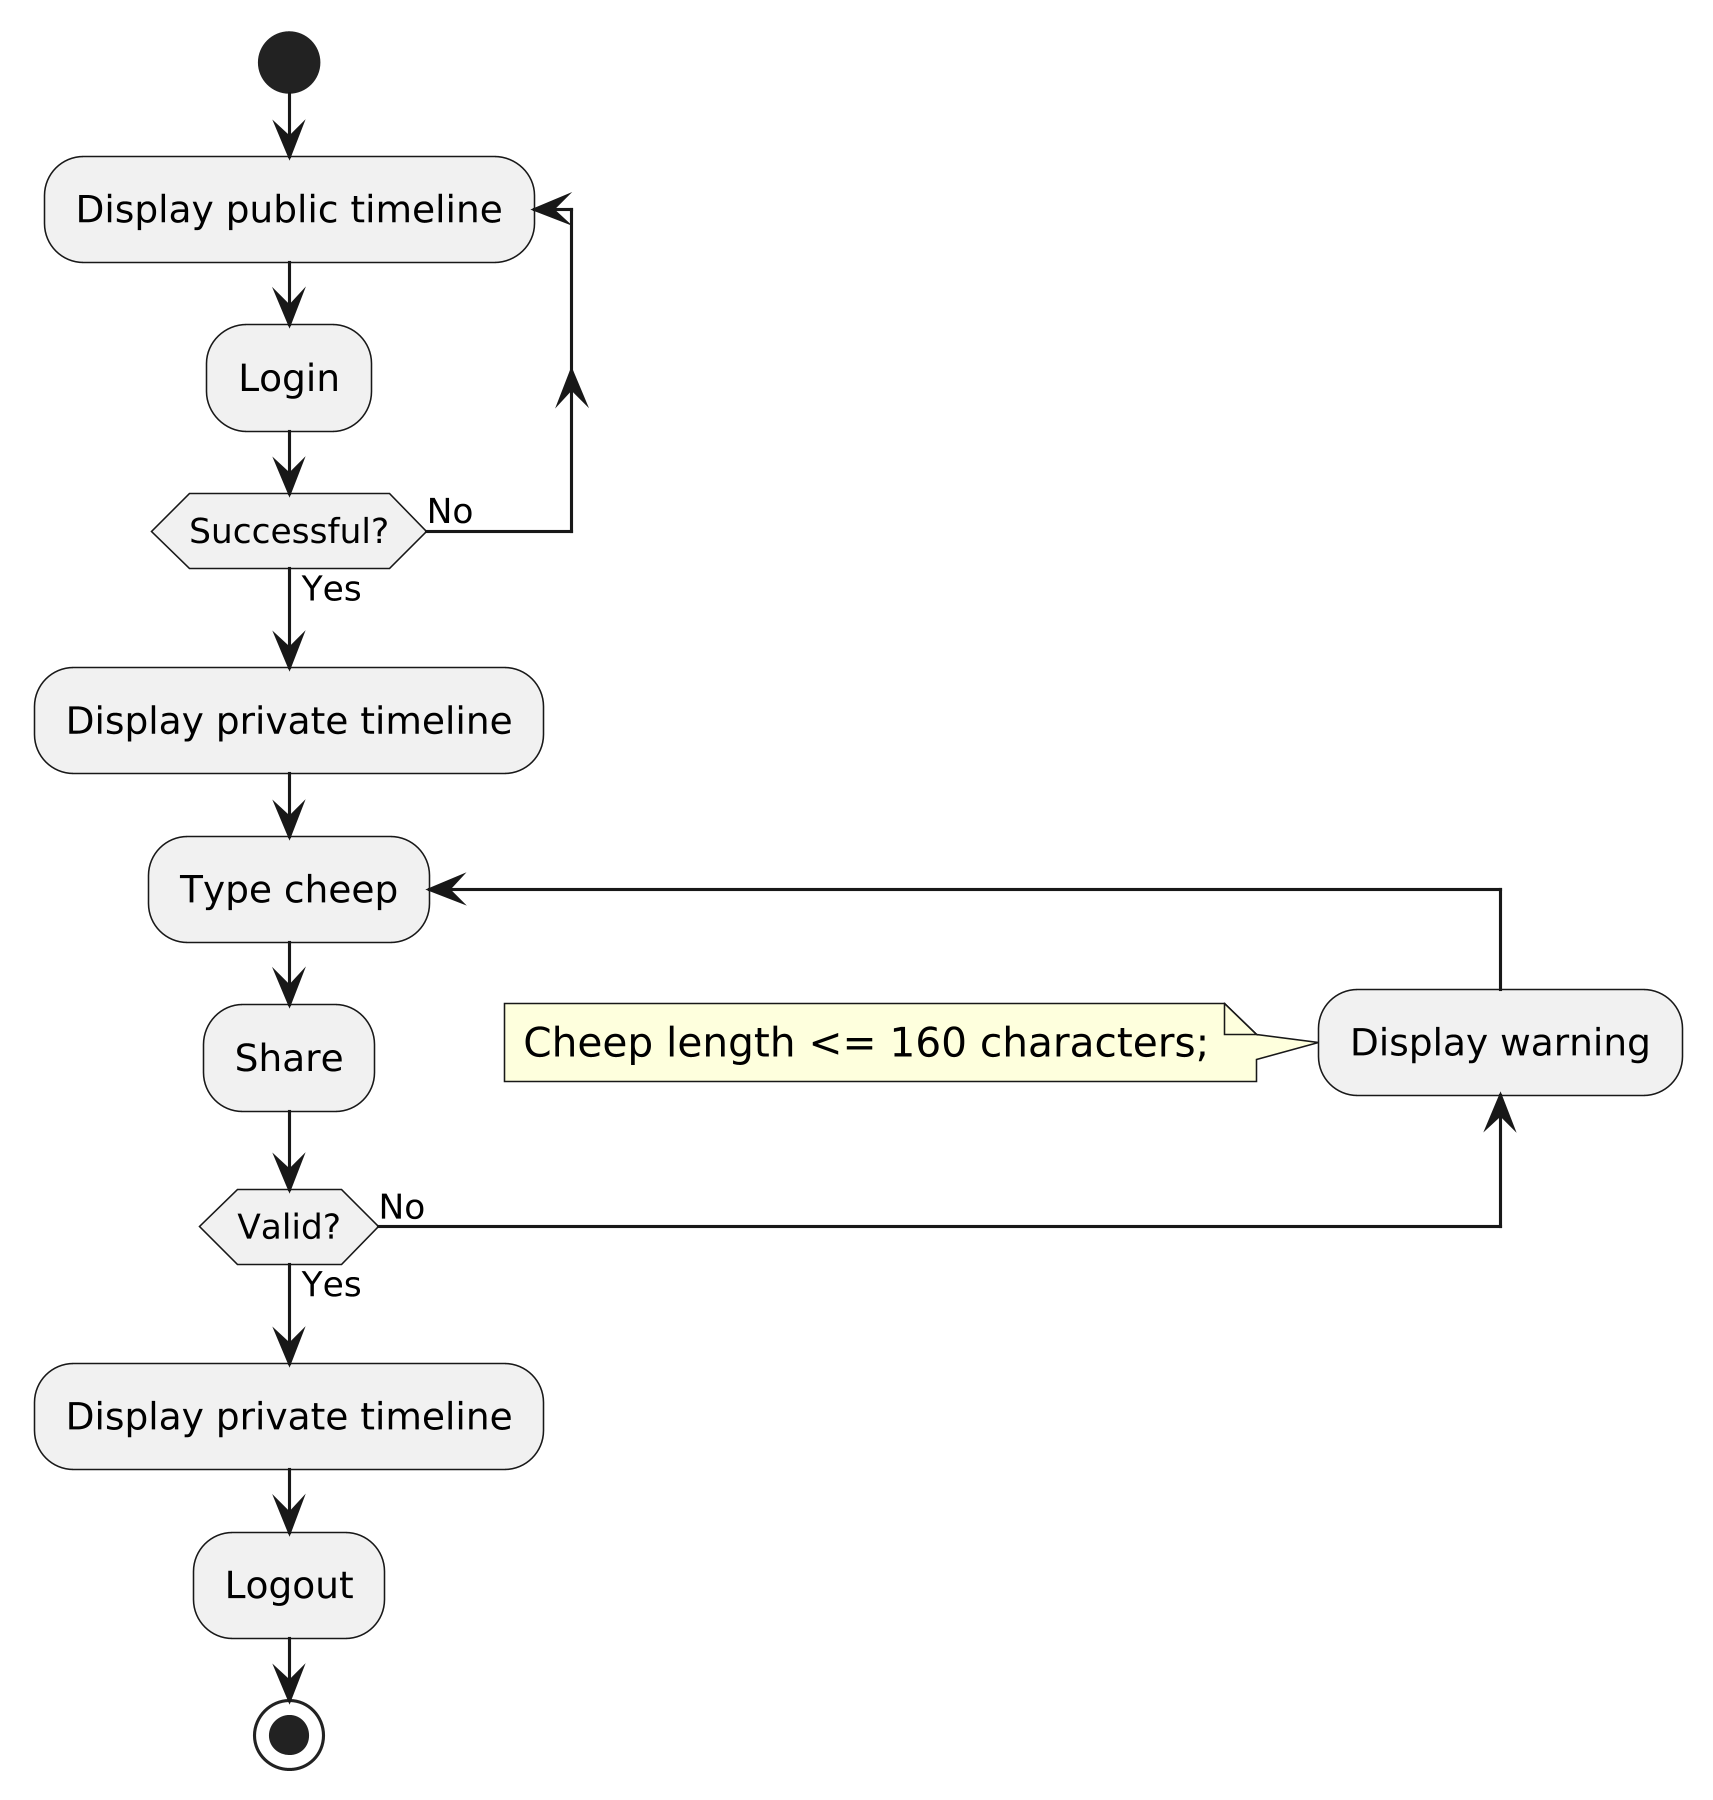 Display public timeline
Login
Successful?
No
Yes
Display private timeline
Type cheep
Share
Cheep length <= 160 characters;
Display warning
Valid?
No
Yes
Display private timeline
Logout